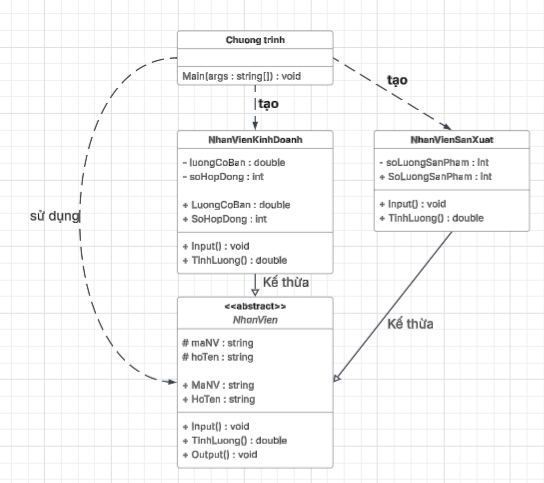 Chuong trinh
Main(args : string[]) : void
tạo
tạo
NhanVienKinhDoanh
- luongCoBan : double
- soHopDong : int
+ LuongCoBan : double
+ SoHopDong : int
+ Input() : void
+ TinhLuong() : double
NhanVienSanXuat
- soLuongSanPham : int
+ SoLuongSanPham : int
+ Input() : void
+ TinhLuong() : double
sử dụng
Kế thừa
Kế thừa
<<abstract>>
NhanVien
# maNV : string
# hoTen : string
+ MaNV : string
+ HoTen : string
+ Input() : void
+ TinhLuong() : double
+ Output() : void